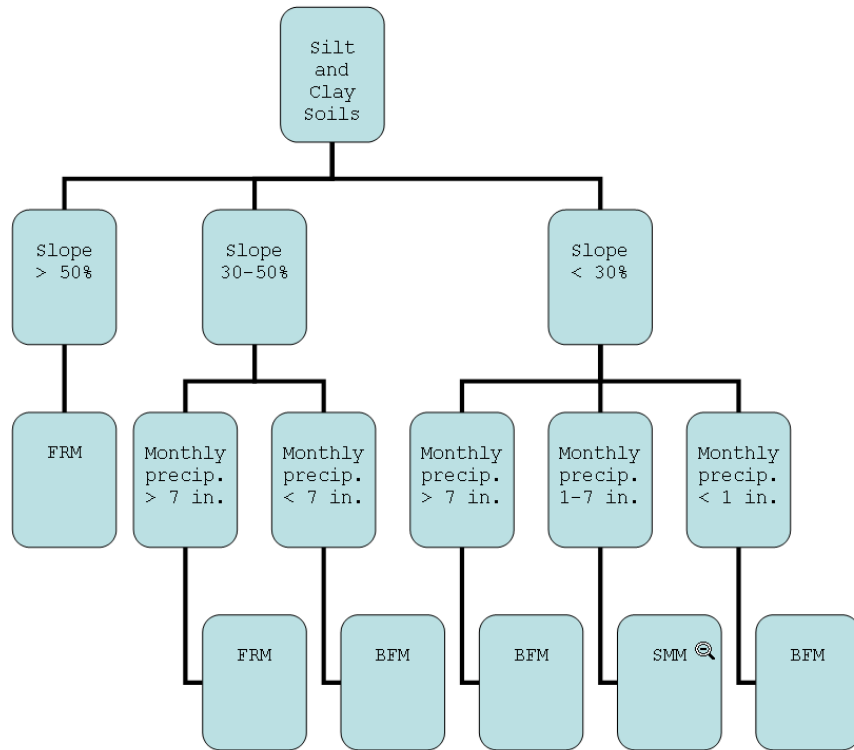 Silt
and
Clay
Soils
Slope
> 50%
Slope
30-50%
Slope
< 30%
FRM
Monthly
precip.
> 7 in.
Monthly
precip.
< 7 in.
Monthly
precip.
> 7 in.
Monthly
precip.
1-7 in.
Monthly
precip.
< 1 in.
FRM
BFM
BFM
SMM
BFM